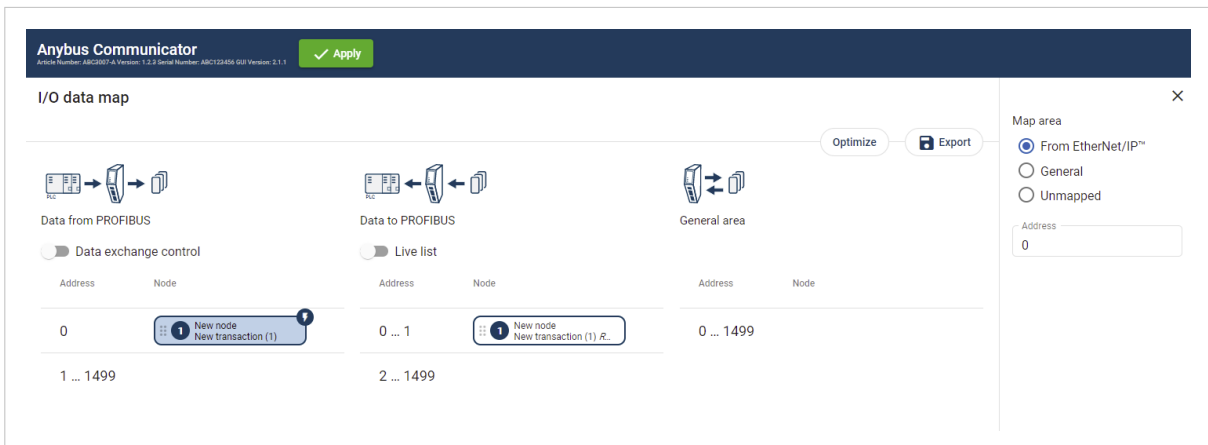 Anybus Communicator
Article Number: ABC3007-A Version: 1.2.3 Serial Number: ABC123456 GUI Version: 2.1.1
Apply
I/O data map
Optimize
Export
PLC
Data from PROFIBUS
Data exchange control
Address Node
0
1
New node
New transaction (1)
1 ... 1499
PLC
Data to PROFIBUS
Live list
Address Node
0 ... 1
1
New node
New transaction (1) R...
2 ... 1499
General area
Address Node
0 ... 1499
Map area
From EtherNet/IP™
General
Unmapped
Address
0